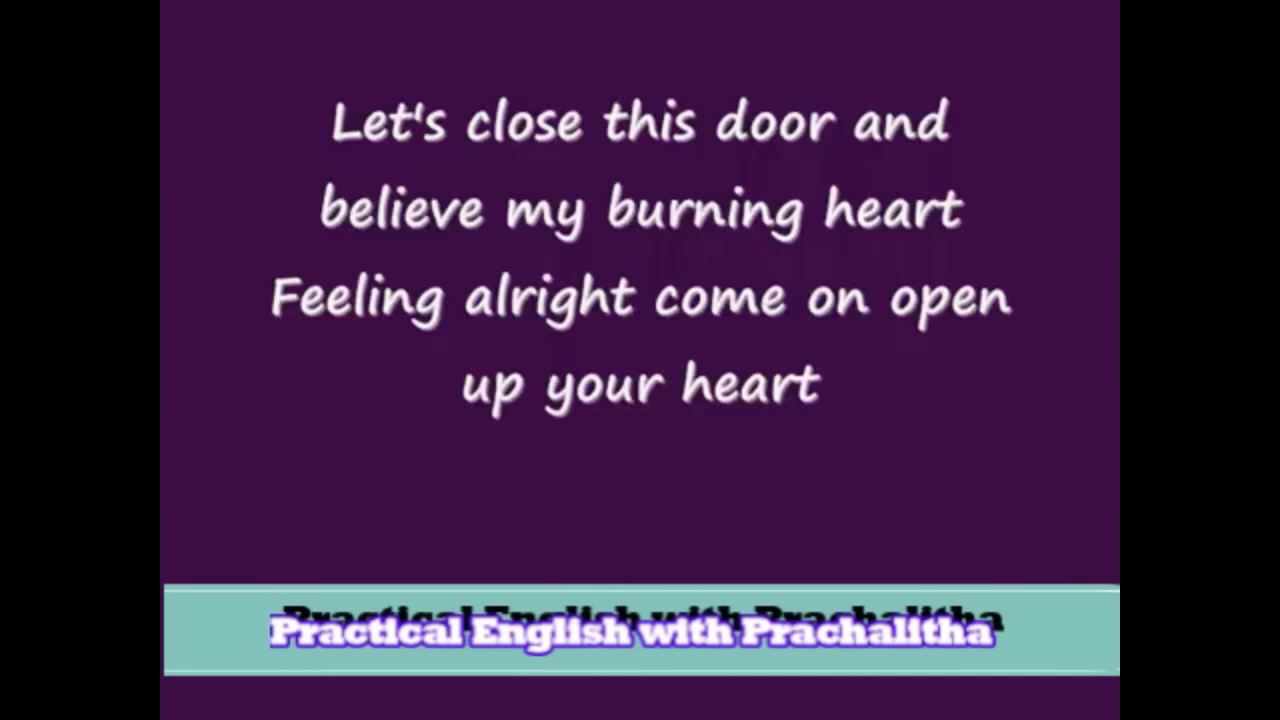 Let's close this door and
believe my burning heart
Feeling alright come on open
up your heart
Practical English with Prachalitha